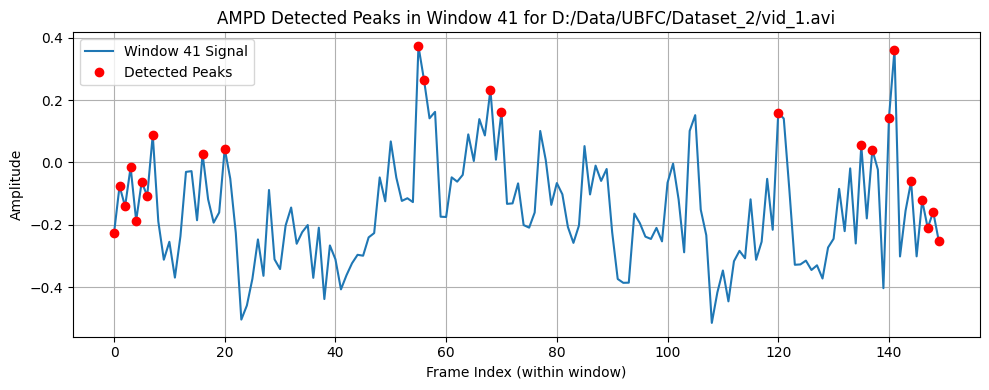 AMPD Detected Peaks in Window 41 for D:/Data/UBFC/Dataset_2/vid_1.avi
Window 41 Signal
Detected Peaks
Amplitude
0.4
0.2
0.0
−0.2
−0.4
0 20 40 60 80 100 120 140
Frame Index (within window)